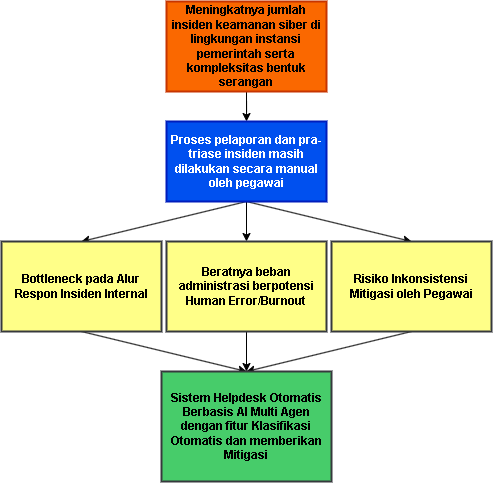 Meningkatnya jumlah
insiden keamanan siber di
lingkungan instansi
pemerintah serta
kompleksitas bentuk
serangan
Proses pelaporan dan pra-
triase insiden masih
dilakukan secara manual
oleh pegawai
Bottleneck pada Alur
Respon Insiden Internal
Beratnya beban
administrasi berpotensi
Human Error/Burnout
Risiko Inkonsistensi
Mitigasi oleh Pegawai
Sistem Helpdesk Otomatis
Berbasis AI Multi Agen
dengan fitur Klasifikasi
Otomatis dan memberikan
Mitigasi